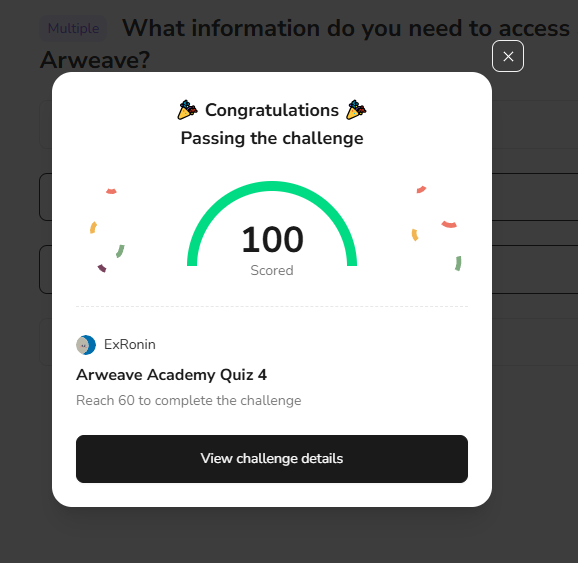 Multiple What information do you need to access
Arweave?
Congratulations
Passing the challenge
100
Scored
ExRonin
Arweave Academy Quiz 4
Reach 60 to complete the challenge
View challenge details